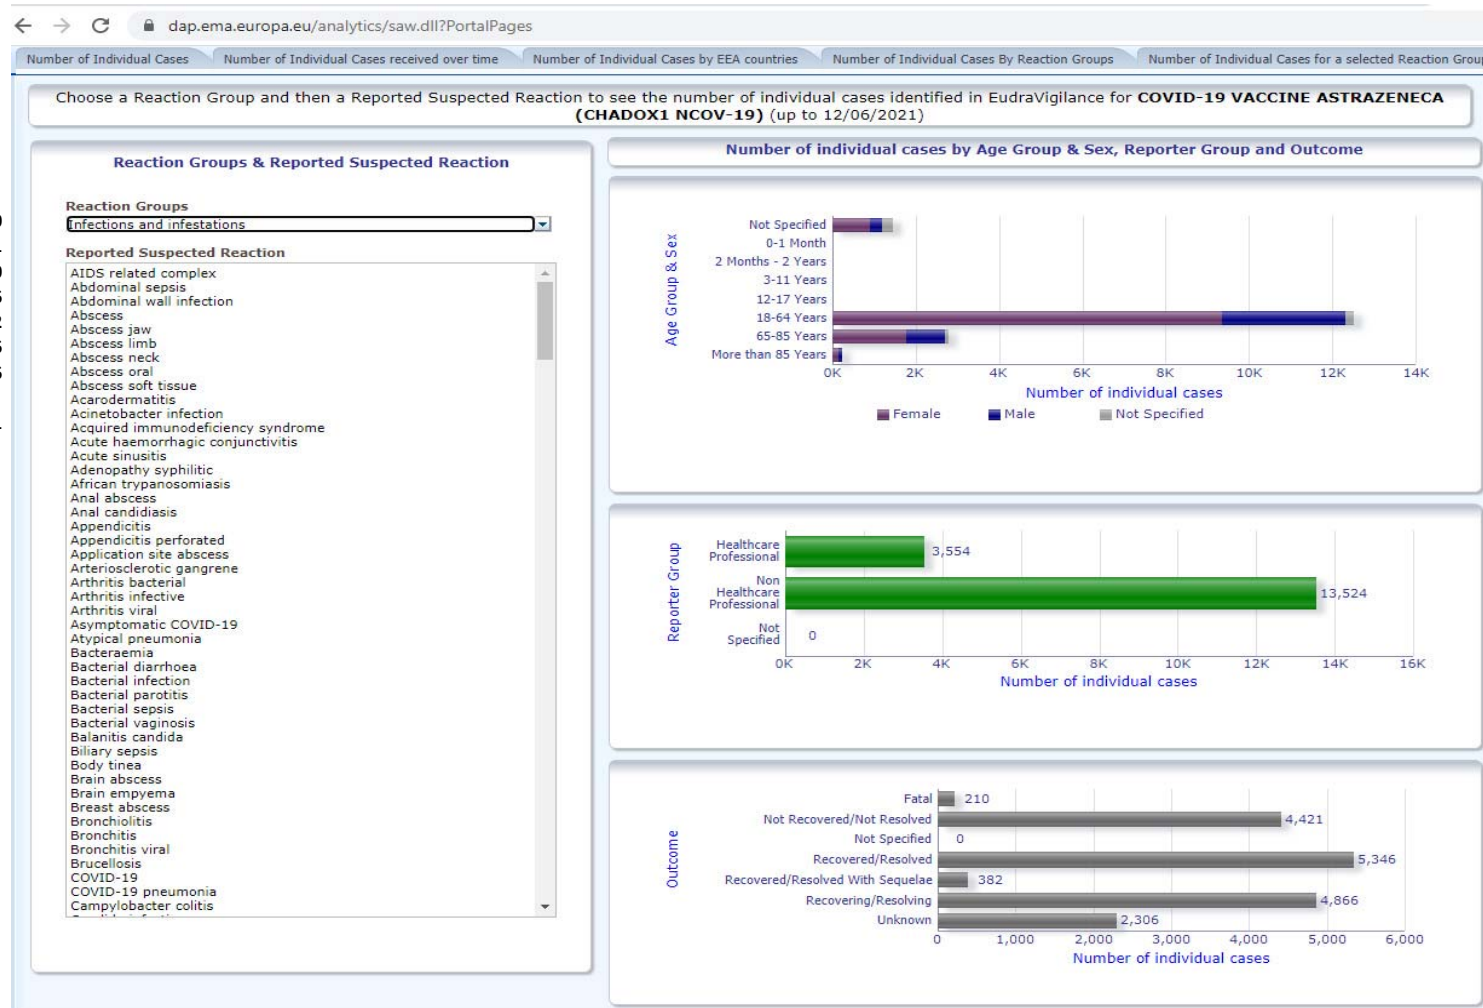 dap.ema.europa.eu/analytics/saw.dll?PortalPages
Number of Individual Cases
Number of Individual Cases received over time
Number of Individual Cases by EEA countries
Number of Individual Cases By Reaction Groups
Number of Individual Cases for a selected Reaction Group
Choose a Reaction Group and then a Reported Suspected Reaction to see the number of individual cases identified in EudraVigilance for COVID-19 VACCINE ASTRAZENECA
(CHADOX1 NCOV-19) (up to 12/06/2021)
Reaction Groups & Reported Suspected Reaction
Reaction Groups
Infections and infestations
Reported Suspected Reaction
AIDS related complex
Abdominal sepsis
Abdominal wall infection
Abscess
Abscess jaw
Abscess limb
Abscess neck
Abscess oral
Abscess soft tissue
Acarodermatitis
Acinetobacter infection
Acquired immunodeficiency syndrome
Acute haemorrhagic conjunctivitis
Acute sinusitis
Adenopathy syphilitic
African trypanosomiasis
Anal abscess
Anal candidiasis
Appendicitis
Appendicitis perforated
Application site abscess
Arteriosclerotic gangrene
Arthritis bacterial
Arthritis infective
Arthritis viral
Asymptomatic COVID-19
Atypical pneumonia
Bacteraemia
Bacterial diarrhoea
Bacterial infection
Bacterial parotitis
Bacterial sepsis
Bacterial vaginosis
Balanitis candida
Biliary sepsis
Body tinea
Brain abscess
Brain empyema
Breast abscess
Bronchiolitis
Bronchitis
Bronchitis viral
Brucellosis
COVID-19
COVID-19 pneumonia
Campylobacter colitis
Number of individual cases by Age Group & Sex, Reporter Group and Outcome
Age Group & Sex
Not Specified
0-1 Month
2 Months - 2 Years
3-11 Years
12-17 Years
18-64 Years
65-85 Years
More than 85 Years
0K 2K 4K 6K 8K 10K 12K 14K
Number of individual cases
Female Male Not Specified
Reporter Group
Healthcare
Professional
3,554
Non
Healthcare
Professional
13,524
Not
Specified
0
0K 2K 4K 6K 8K 10K 12K 14K 16K
Number of individual cases
Outcome
Fatal 210
Not Recovered/Not Resolved 4,421
Not Specified 0
Recovered/Resolved 5,346
Recovered/Resolved With Sequelae 382
Recovering/Resolving 4,866
Unknown 2,306
0 1,000 2,000 3,000 4,000 5,000 6,000
Number of individual cases